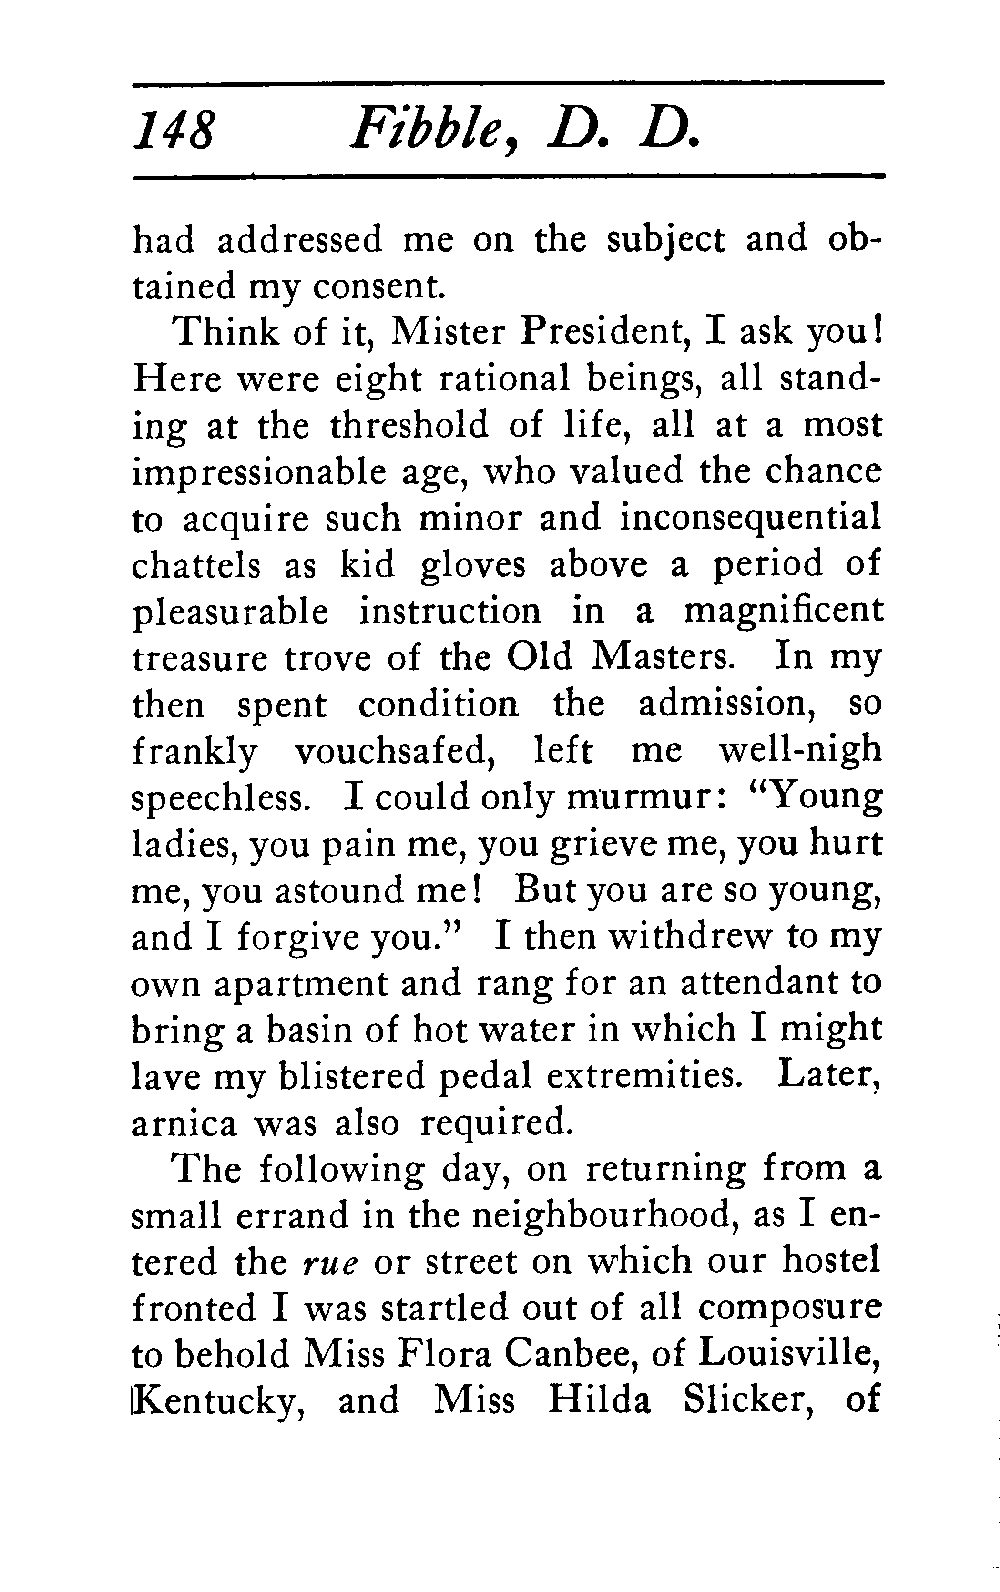 148 Fibble, D. D.
had addressed me on the subject and ob-
tained my consent.
Think of it, Mister President, I ask you!
Here were eight rational beings, all stand-
ing at the threshold of life, all at a most
impressionable age, who valued the chance
to acquire such minor and inconsequential
chattels as kid gloves above a period of
pleasurable instruction in a magnificent
treasure trove of the Old Masters. In my
then spent condition the admission, so
frankly vouchsafed, left me well-nigh
speechless. I could only murmur: “Young
ladies, you pain me, you grieve me, you hurt
me, you astound me! But you are so young,
and I forgive you.” I then withdrew to my
own apartment and rang for an attendant to
bring a basin of hot water in which I might
lave my blistered pedal extremities. Later,
arnica was also required.
The following day, on returning from a
small errand in the neighbourhood, as I en-
tered the rue or street on which our hostel
fronted I was startled out of all composure
to behold Miss Flora Canbee, of Louisville,
Kentucky, and Miss Hilda Slicker, of